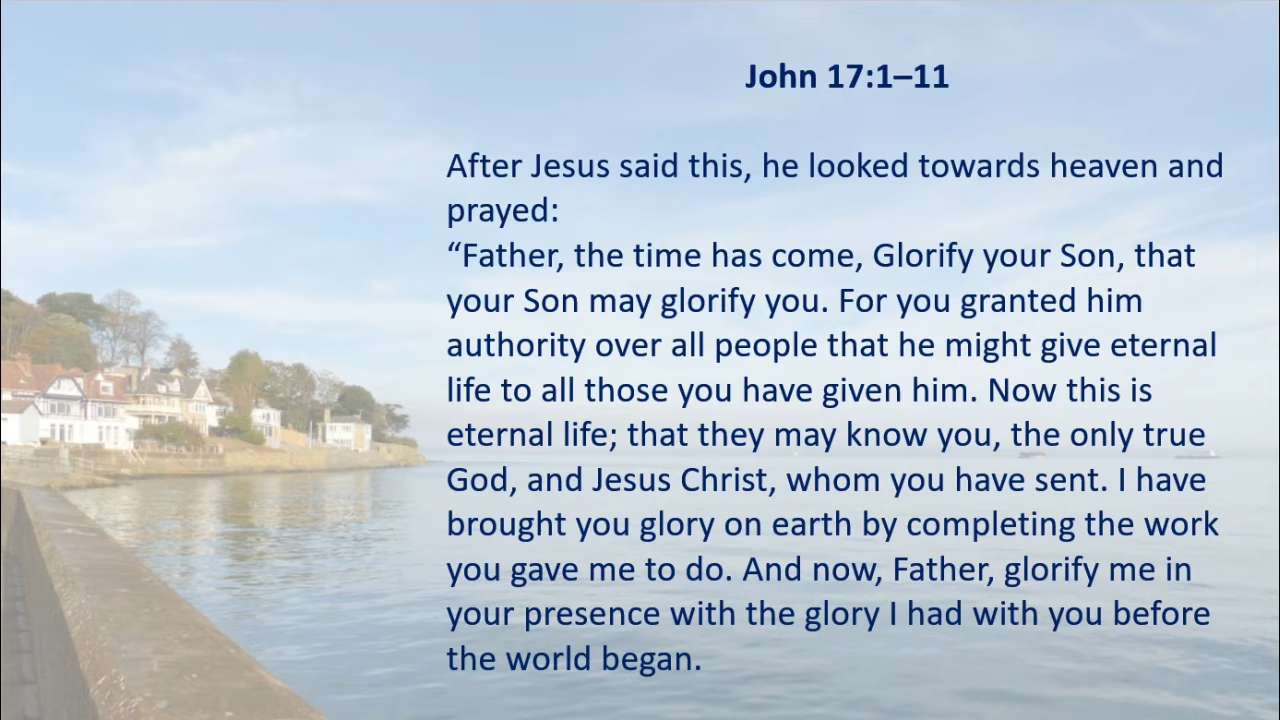 John 17:1–11
After Jesus said this, he looked towards heaven and
prayed:
“Father, the time has come, Glorify your Son, that
your Son may glorify you. For you granted him
authority over all people that he might give eternal
life to all those you have given him. Now this is
eternal life; that they may know you, the only true
God, and Jesus Christ, whom you have sent. I have
brought you glory on earth by completing the work
you gave me to do. And now, Father, glorify me in
your presence with the glory I had with you before
the world began.